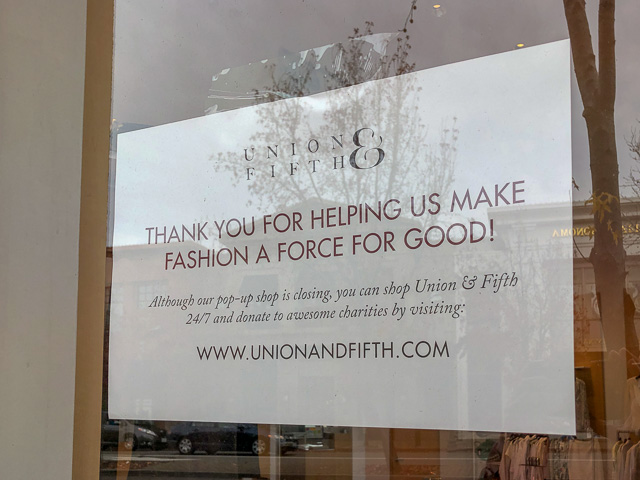 UNION &
FIFTH
THANK YOU FOR HELPING US MAKE
FASHION A FORCE FOR GOOD!
Although our pop-up shop is closing, you can shop Union & Fifth
24/7 and donate to awesome charities by visiting:
WWW.UNIONANDFIFTH.COM